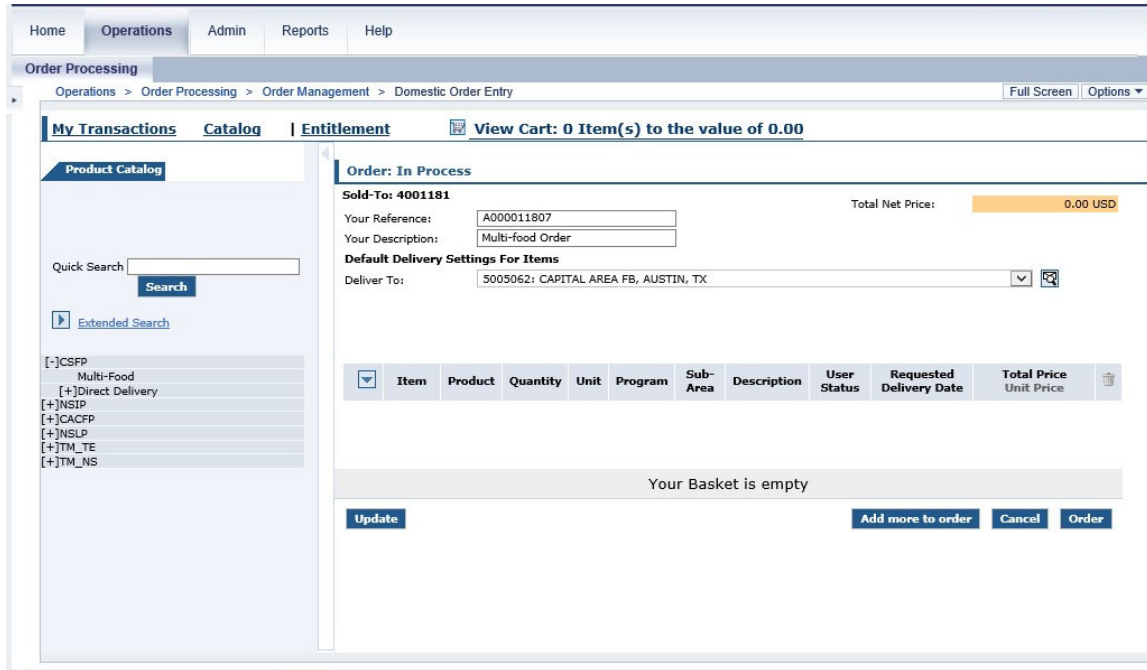 Home Operations Admin Reports Help
Order Processing
Operations > Order Processing > Order Management > Domestic Order Entry Full Screen Options
My Transactions Catalog | Entitlement View Cart: 0 Item(s) to the value of 0.00
Product Catalog
Quick Search
Search
Extended Search
[-]CSFP
Multi-Food
[+]Direct Delivery
[+]NSIP
[+]CACFP
[+]NSLP
[+]TM_TE
[+]TM_NS
Order: In Process
Sold-To: 4001181
Total Net Price: 0.00 USD
Your Reference: A000011807
Your Description: Multi-food Order
Default Delivery Settings For Items
Deliver To: 5005062: CAPITAL AREA FB, AUSTIN, TX
Item Product Quantity Unit Program Sub-Area Description User Status Requested Delivery Date Total Price Unit Price
Your Basket is empty
Update Add more to order Cancel Order